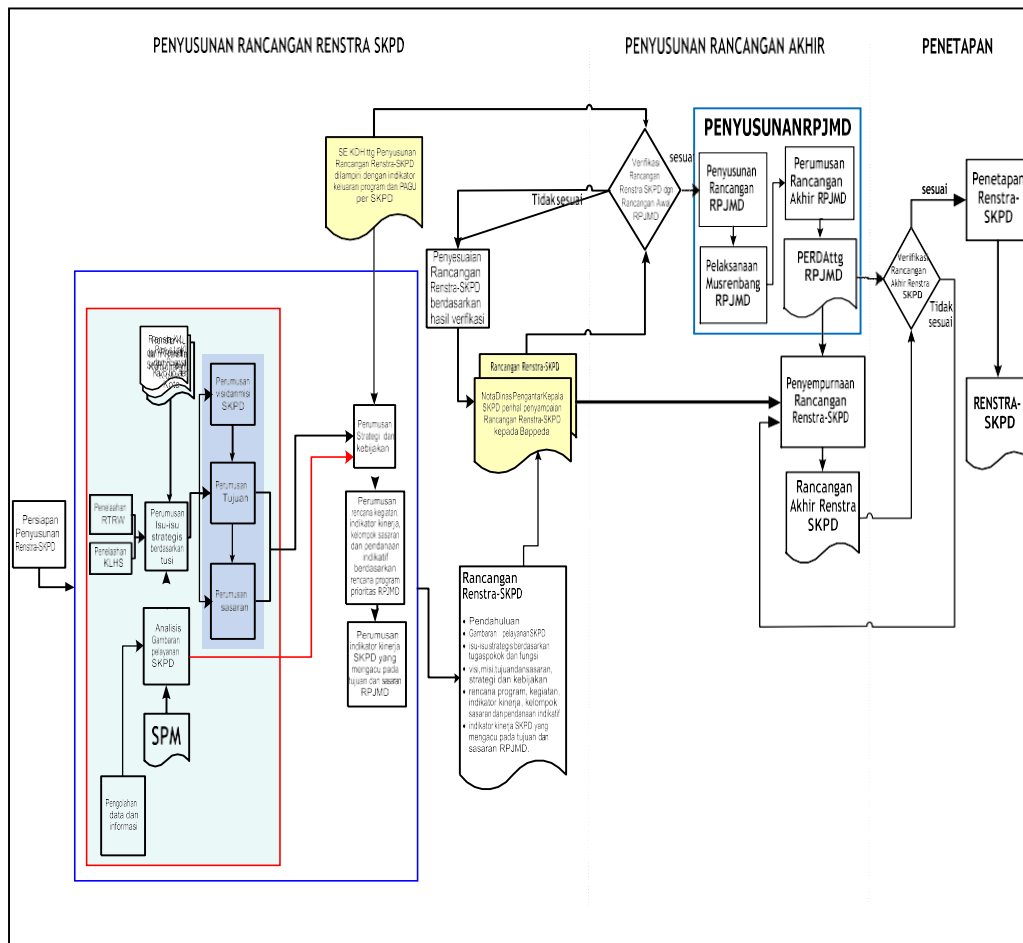 PENYUSUNAN RANCANGAN RENSTRA SKPD
PENYUSUNAN RANCANGAN AKHIR
PENETAPAN
SE KDH ttg Penyusunan
Rancangan Renstra-SKPD
dilampiri dengan indikator
keluaran program dan PAGU
per SKPD
Verifikasi
Rancangan
Renstra SKPD dgn
Rancangan Awal
RPJMD
sesuai
Tidak sesuai
PENYUSUNANRPJMD
Penyusunan
Rancangan
RPJMD
Perumusan
Rancangan
Akhir RPJMD
Pelaksanaan
Musrenbang
RPJMD
PERDAttg
RPJMD
sesuai
Verifikasi
Rancangan
Akhir Renstra
SKPD
Tidak
sesuai
Penetapan
Renstra-
SKPD
RENSTRA-
SKPD
Penyesuaian
Rancangan
Renstra-SKPD
berdasarkan
hasil verifikasi
Rancangan Renstra-SKPD
NotaDinas PengantarKepala
SKPD perihal penyampaian
Rancangan Renstra-SKPD
kepada Bappeda
Penyempurnaan
Rancangan
Renstra-SKPD
Rancangan
Akhir Renstra
SKPD
Perumusan
visidanmisi
SKPD
Perumusan
Tujuan
Perumusan
sasaran
Perumusan
Strategi dan
kebijakan
Persiapan
Penyusunan
Renstra-SKPD
Penelaahan
RTRW
Penelaahan
KLHS
Perumusan
Isu-isu
strategis
berdasarkan
tusi
Analisis
Gambaran
pelayanan
SKPD
SPM
Pengolahan
data dan
informasi
Perumusan
rencana kegiatan,
indikator kinerja,
kelompok sasaran
dan pendanaan
indikatif
berdasarkan
rencana program
prioritas RPJMD
Perumusan
indikator kinerja
SKPD yang
mengacu pada
tujuan dan sasaran
RPJMD
Rancangan
Renstra-SKPD
• Pendahuluan
• Gambaran pelayananSKPD
• isu-isustrategisberdasarkan
tugaspokok dan fungsi
• visi,misi,tujuandansasaran,
strategi dan kebijakan
• rencana program, kegiatan,
indikator kinerja, kelompok
sasarandanpendanaan indikatif
• indikator kinerja SKPD yang
mengacu pada tujuan dan
sasaran RPJMD.